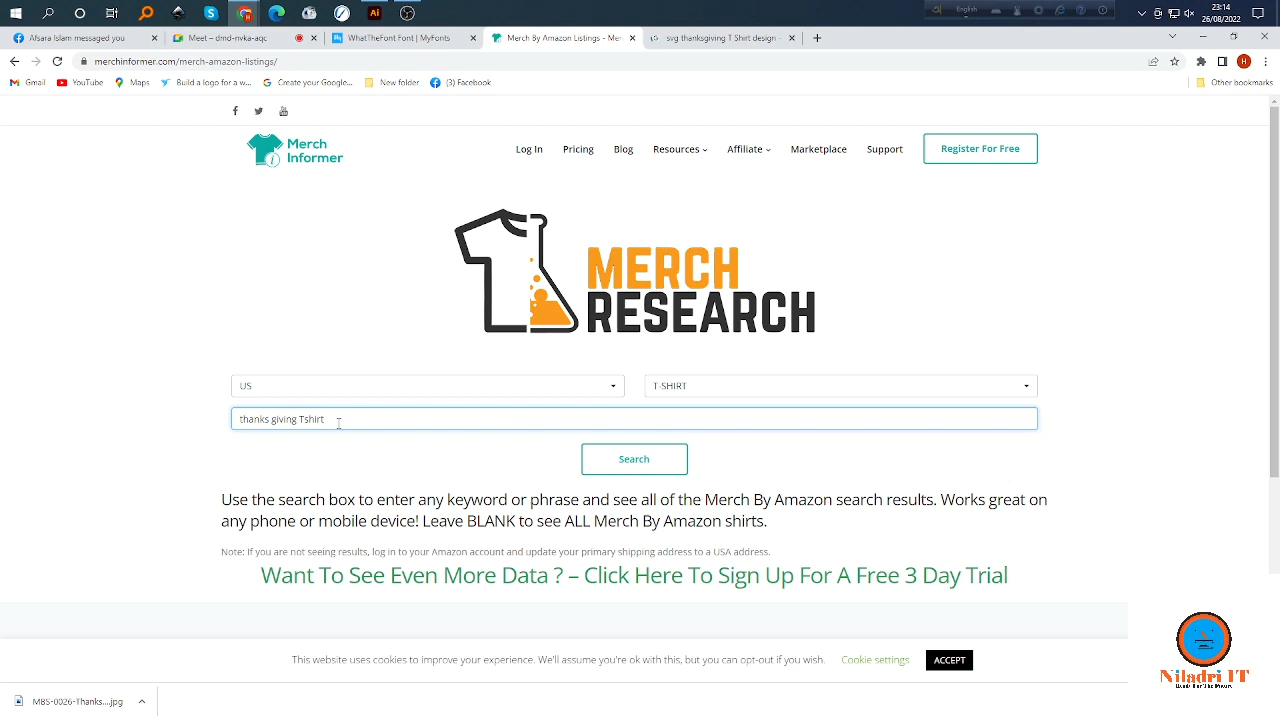 English
23:14
26/08/2022
Afsara Islam messaged you
Meet – dmd-nvka-aqc
WhatTheFont Font | MyFonts
Merch By Amazon Listings - Mer
svg thanksgiving T Shirt design -
merchinformer.com/merch-amazon-listings/
Gmail
YouTube
Maps
Build a logo for a w...
Create your Google...
New folder
(3) Facebook
Other bookmarks
Merch Informer
Log In
Pricing
Blog
Resources
Affiliate
Marketplace
Support
Register For Free
MERCH
RESEARCH
US
T-SHIRT
thanks giving Tshirt
Search
Use the search box to enter any keyword or phrase and see all of the Merch By Amazon search results. Works great on
any phone or mobile device! Leave BLANK to see ALL Merch By Amazon shirts.
Note: If you are not seeing results, log in to your Amazon account and update your primary shipping address to a USA address.
Want To See Even More Data ? – Click Here To Sign Up For A Free 3 Day Trial
This website uses cookies to improve your experience. We'll assume you're ok with this, but you can opt-out if you wish.
Cookie settings
ACCEPT
MBS-0026-Thanks....jpg
Niladri IT